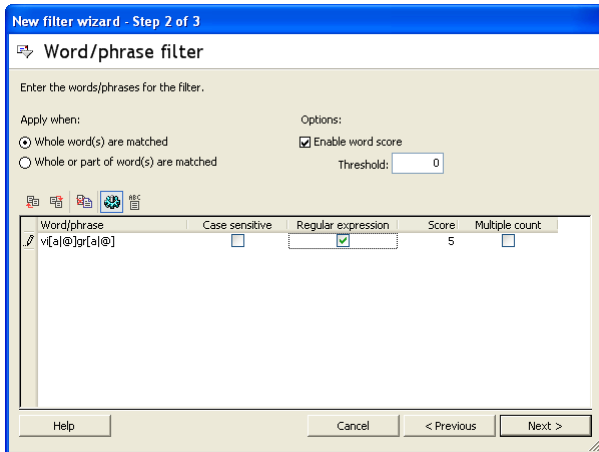 New filter wizard - Step 2 of 3
Word/phrase filter
Enter the words/phrases for the filter.
Apply when: Options:
Whole word(s) are matched Enable word score
Whole or part of word(s) are matched Threshold: 0
ABC
Word/phrase Case sensitive Regular expression Score Multiple count
vi[a|@]gr[a|@] 5
Help Cancel < Previous Next >